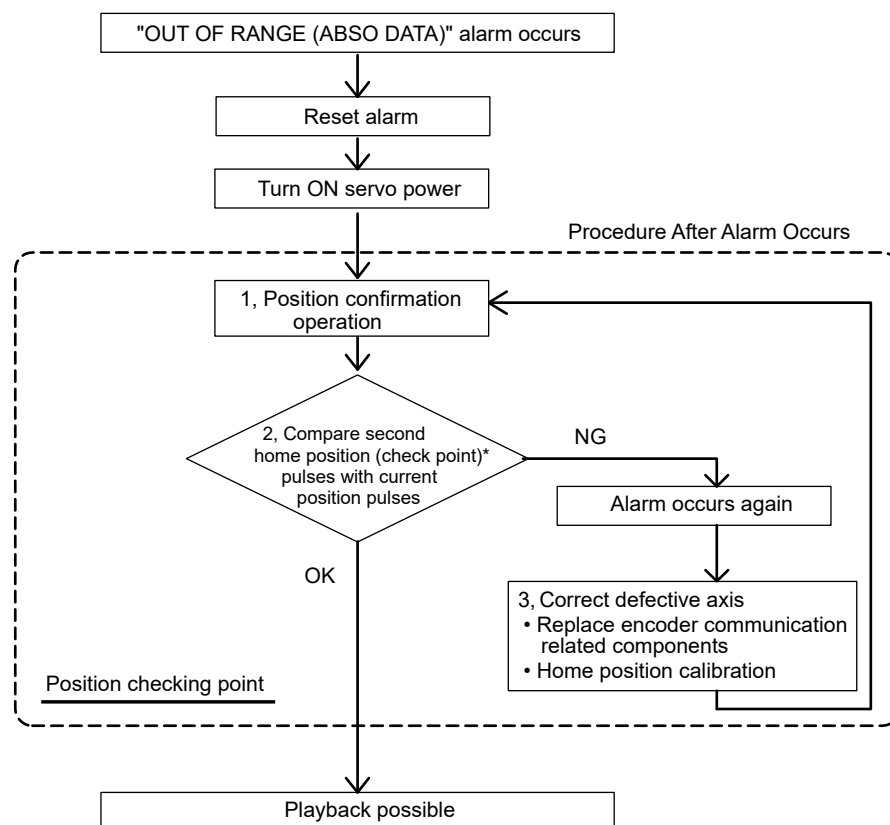 "OUT OF RANGE (ABSO DATA)" alarm occurs
Reset alarm
Turn ON servo power
Procedure After Alarm Occurs
1, Position confirmation
operation
2, Compare second
home position (check point)*
pulses with current
position pulses
NG
Alarm occurs again
OK
3, Correct defective axis
• Replace encoder communication
related components
• Home position calibration
Position checking point
Playback possible